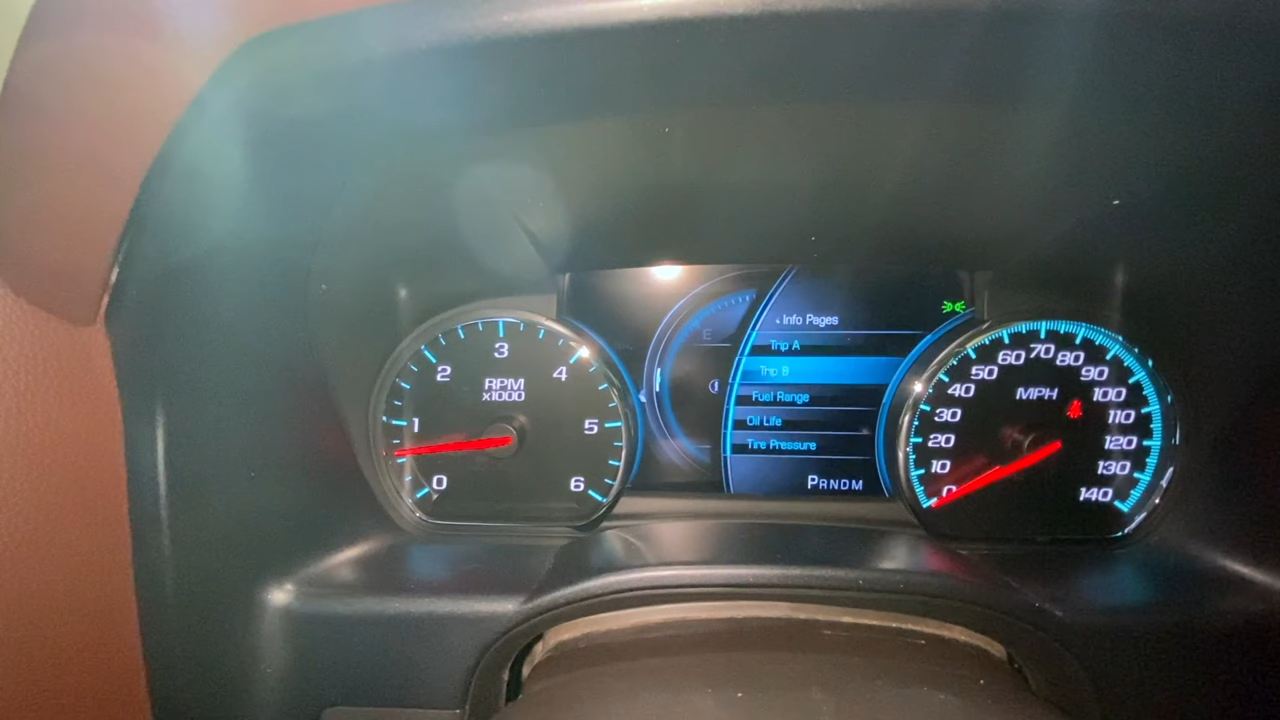 Info Pages
Trip A
Trip B
Fuel Range
Oil Life
Tire Pressure
PRNDM
E
RPM
x1000
0
1
2
3
4
5
6
MPH
0
10
20
30
40
50
60
70
80
90
100
110
120
130
140